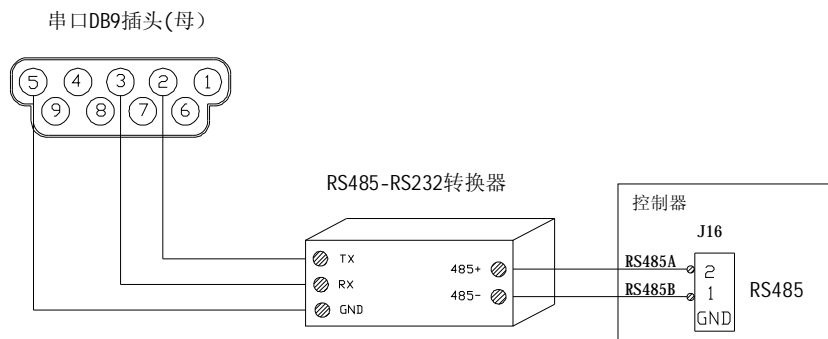 串口DB9插头(母）
5 4 3 2 1
9 8 7 6
RS485-RS232转换器
控制器
J16
TX
485+
RS485A
2
RX
485-
RS485B
1
RS485
GND
GND